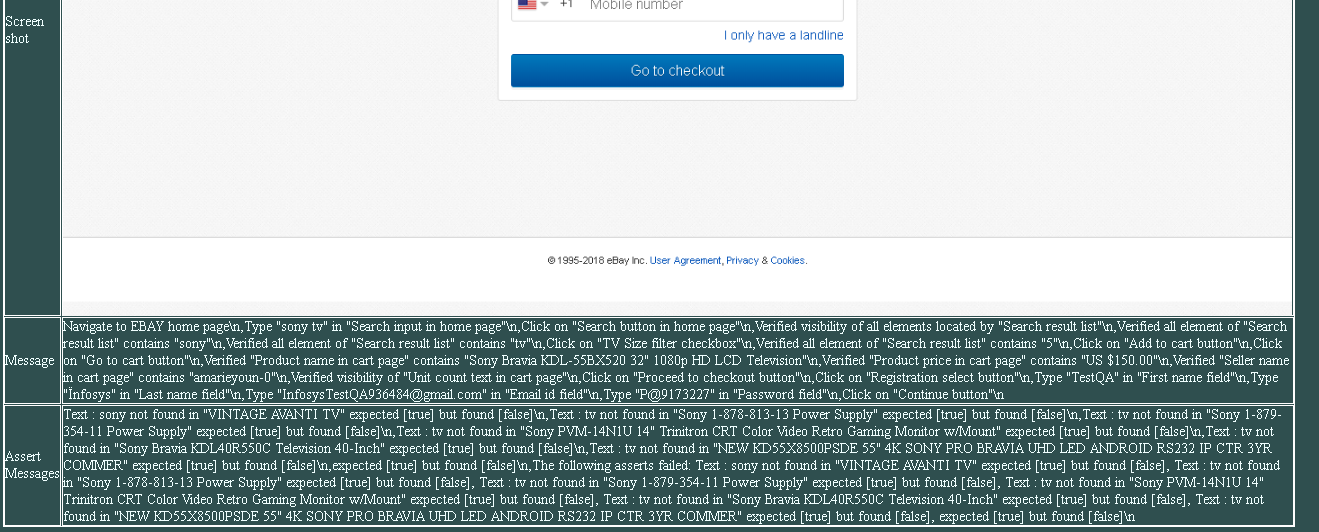 Screen
shot
+1 Mobile number
I only have a landline
Go to checkout
© 1995-2018 eBay Inc. User Agreement, Privacy & Cookies.
Message
Navigate to EBAY home page\n,Type "sony tv" in "Search input in home page"\n,Click on "Search button in home page"\n,Verified visibility of all elements located by "Search result list"\n,Verified all element of "Search
result list" contains "sony"\n,Verified all element of "Search result list" contains "tv"\n,Click on "TV Size filter checkbox"\n,Verified all element of "Search result list" contains "5"\n,Click on "Add to cart button"\n,Click
on "Go to cart button"\n,Verified "Product name in cart page" contains "Sony Bravia KDL-55BX520 32" 1080p HD LCD Television"\n,Verified "Product price in cart page" contains "US $150.00"\n,Verified "Seller name
in cart page" contains "amarieyoun-0"\n,Verified visibility of "Unit count text in cart page"\n,Click on "Proceed to checkout button"\n,Click on "Registration select button"\n,Type "TestQA" in "First name field"\n,Type
"Infosys" in "Last name field"\n,Type "InfosysTestQA936484@gmail.com" in "Email id field"\n,Type "P@9173227" in "Password field"\n,Click on "Continue button"\n
Assert
Messages
Text : sony not found in "VINTAGE AVANTI TV" expected [true] but found [false]\n,Text : tv not found in "Sony 1-878-813-13 Power Supply" expected [true] but found [false]\n,Text : tv not found in "Sony 1-879-
354-11 Power Supply" expected [true] but found [false]\n,Text : tv not found in "Sony PVM-14N1U 14" Trinitron CRT Color Video Retro Gaming Monitor w/Mount" expected [true] but found [false]\n,Text : tv not
found in "Sony Bravia KDL40R550C Television 40-Inch" expected [true] but found [false]\n,Text : tv not found in "NEW KD55X8500PSDE 55" 4K SONY PRO BRAVIA UHD LED ANDROID RS232 IP CTR 3YR
COMMER" expected [true] but found [false]\n,expected [true] but found [false]\n,The following asserts failed: Text : sony not found in "VINTAGE AVANTI TV" expected [true] but found [false], Text : tv not found
in "Sony 1-878-813-13 Power Supply" expected [true] but found [false], Text : tv not found in "Sony 1-879-354-11 Power Supply" expected [true] but found [false], Text : tv not found in "Sony PVM-14N1U 14"
Trinitron CRT Color Video Retro Gaming Monitor w/Mount" expected [true] but found [false], Text : tv not found in "Sony Bravia KDL40R550C Television 40-Inch" expected [true] but found [false], Text : tv not
found in "NEW KD55X8500PSDE 55" 4K SONY PRO BRAVIA UHD LED ANDROID RS232 IP CTR 3YR COMMER" expected [true] but found [false], expected [true] but found [false]\n